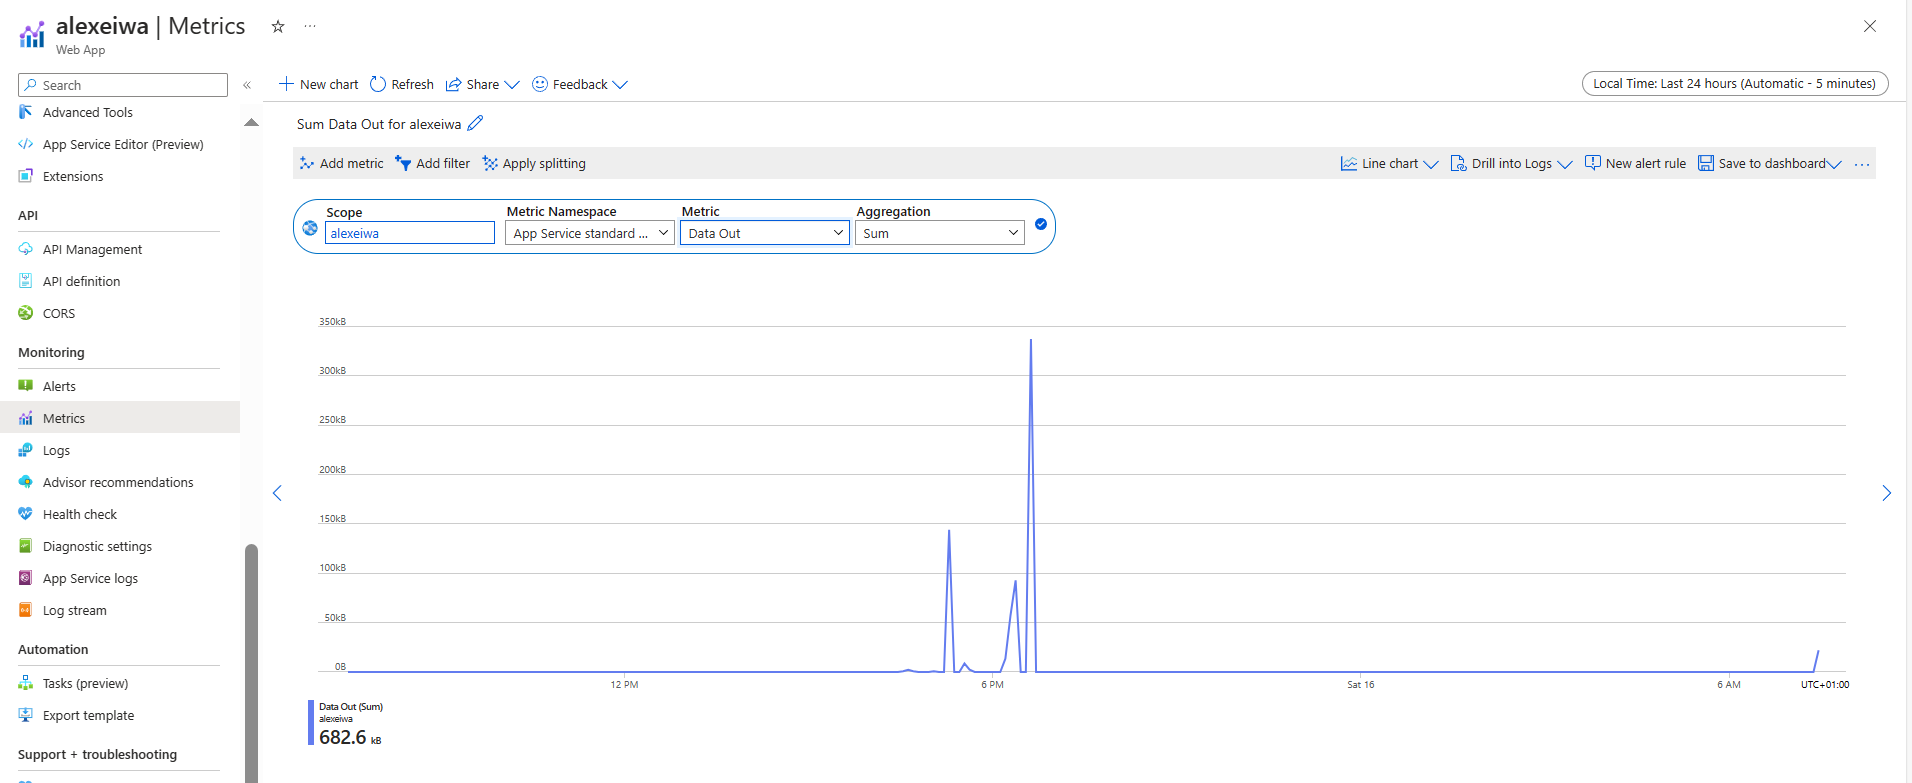 alexeiwa | Metrics
Web App
Search
Advanced Tools
App Service Editor (Preview)
Extensions
API
API Management
API definition
CORS
Monitoring
Alerts
Metrics
Logs
Advisor recommendations
Health check
Diagnostic settings
App Service logs
Log stream
Automation
Tasks (preview)
Export template
Support + troubleshooting
New chart
Refresh
Share
Feedback
Local Time: Last 24 hours (Automatic - 5 minutes)
Sum Data Out for alexeiwa
Add metric
Add filter
Apply splitting
Line chart
Drill into Logs
New alert rule
Save to dashboard
Scope
alexeiwa
Metric Namespace
App Service standard ...
Metric
Data Out
Aggregation
Sum
350kB
300kB
250kB
200kB
150kB
100kB
50kB
0B
12 PM
6 PM
Sat 16
6 AM
UTC+01:00
Data Out (Sum)
alexeiwa
682.6 kB